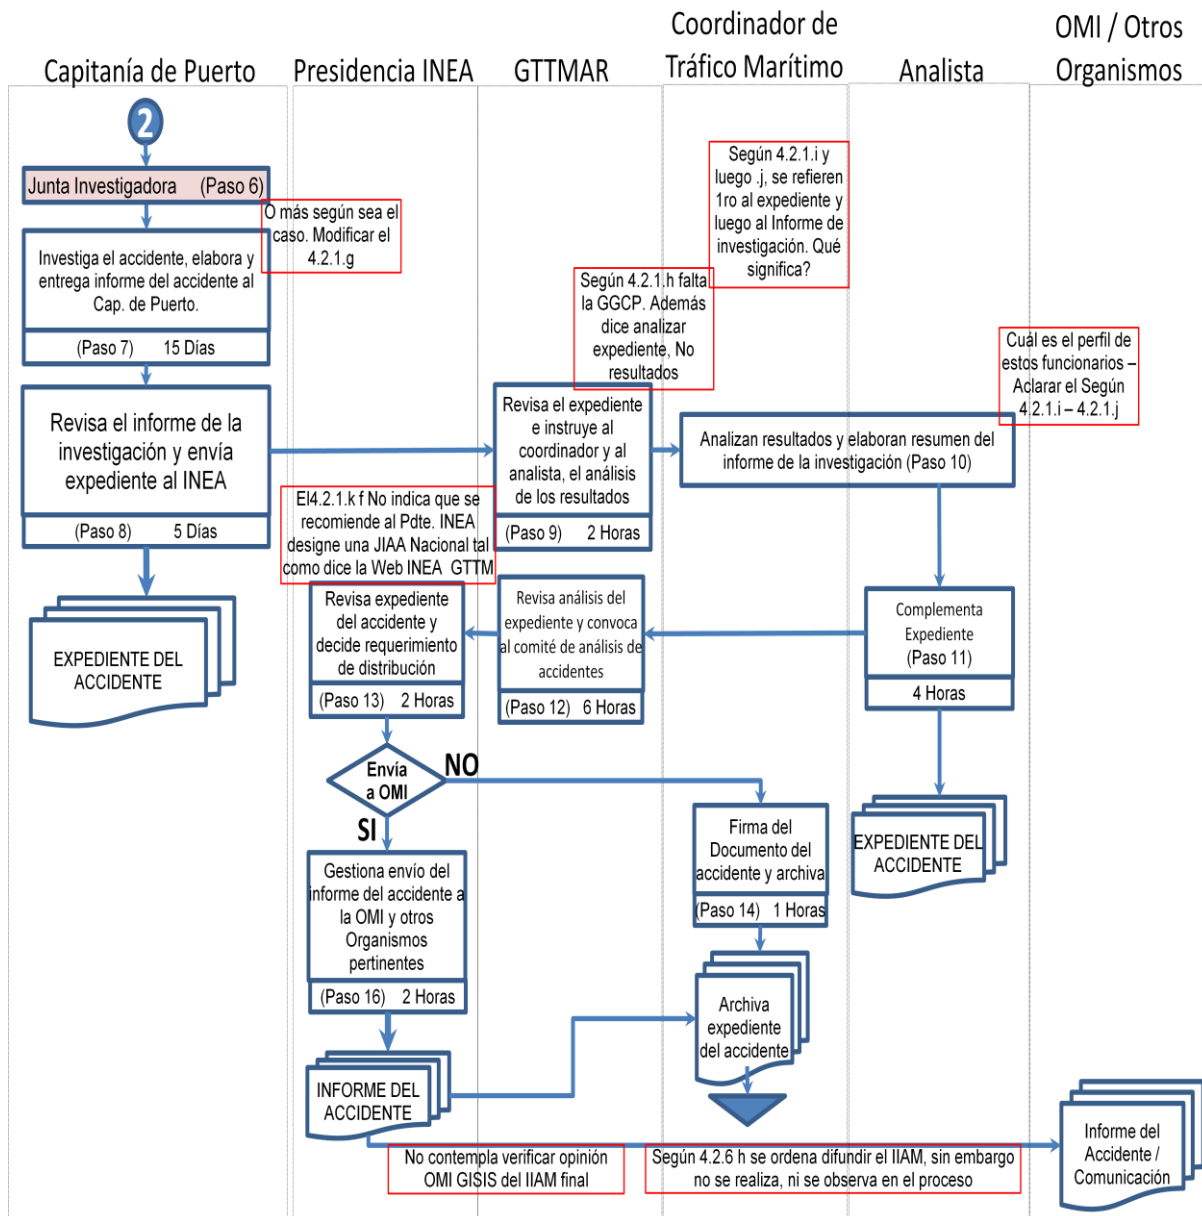 Capitanía de Puerto
Presidencia INEA
GTTMAR
Coordinador de
Tráfico Marítimo
Analista
OMI / Otros
Organismos
2
Junta Investigadora (Paso 6)
O más según sea el
caso. Modificar el
4.2.1.g
Investiga el accidente, elabora y
entrega informe del accidente al
Cap. de Puerto.
(Paso 7) 15 Días
Según 4.2.1.i y
luego .j, se refieren
1ro al expediente y
luego al Informe de
investigación. Qué
significa?
Según 4.2.1.h falta
la GGCP. Además
dice analizar
expediente, No
resultados
Cuál es el perfil de
estos funcionarios –
Aclarar el Según
4.2.1.i – 4.2.1.j
Revisa el informe de la
investigación y envía
expediente al INEA
(Paso 8) 5 Días
Revisa el expediente
e instruye al
coordinador y al
analista, el análisis
de los resultados
(Paso 9) 2 Horas
Analizan resultados y elaboran resumen del
informe de la investigación (Paso 10)
El4.2.1.k f No indica que se
recomiende al Pdte. INEA
designe una JIAA Nacional tal
como dice la Web INEA GTTM
EXPEDIENTE DEL
ACCIDENTE
Revisa expediente
del accidente y
decide requerimiento
de distribución
(Paso 13) 2 Horas
Revisa análisis del
expediente y convoca
al comité de análisis de
accidentes
(Paso 12) 6 Horas
Complementa
Expediente
(Paso 11)
4 Horas
Envía
a OMI
NO
SI
Firma del
Documento del
accidente y archiva
(Paso 14) 1 Horas
EXPEDIENTE DEL
ACCIDENTE
Gestiona envío del
informe del accidente a
la OMI y otros
Organismos
pertinentes
(Paso 16) 2 Horas
Archiva
expediente
del accidente
INFORME DEL
ACCIDENTE
Informe del
Accidente /
Comunicación
No contempla verificar opinión
OMI GISIS del IIAM final
Según 4.2.6 h se ordena difundir el IIAM, sin embargo
no se realiza, ni se observa en el proceso